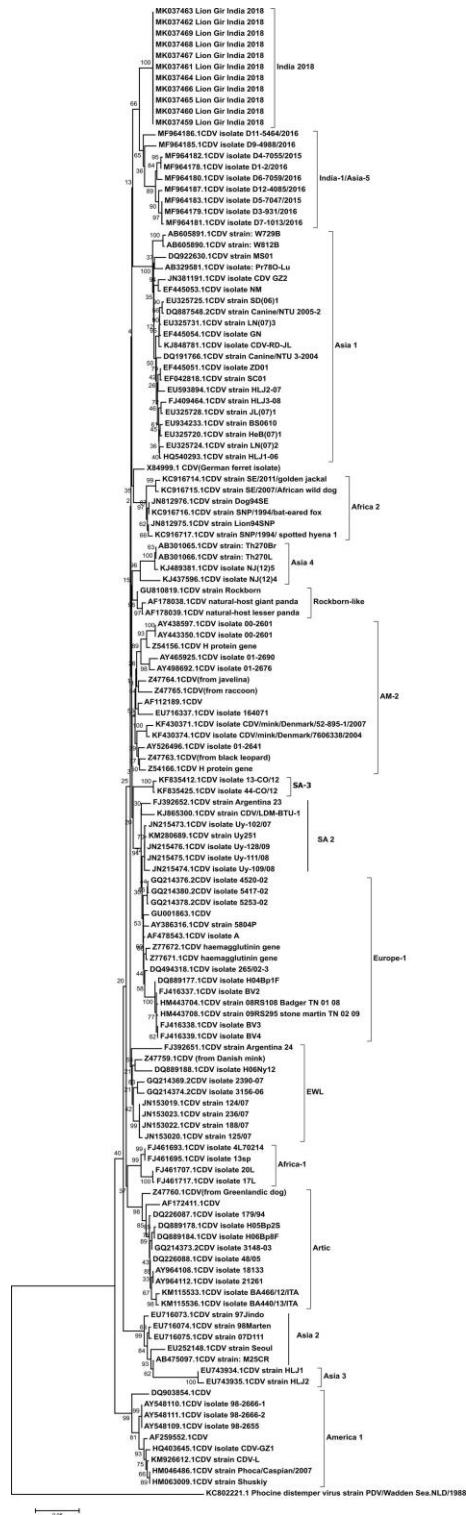 MK037463 Lion Gir India 2018
MK037462 Lion Gir India 2018
MK037469 Lion Gir India 2018
MK037468 Lion Gir India 2018
MK037467 Lion Gir India 2018
MK037461 Lion Gir India 2018
MK037464 Lion Gir India 2018
MK037466 Lion Gir India 2018
MK037465 Lion Gir India 2018
MK037460 Lion Gir India 2018
MK037459 Lion Gir India 2018
India 2018
MF964186.1CDV isolate D11-5464/2016
MF964185.1CDV isolate D9-4988/2016
MF964182.1CDV isolate D4-7055/2015
MF964178.1CDV isolate D1-2/2016
MF964180.1CDV isolate D6-7059/2016
MF964187.1CDV isolate D12-4085/2016
MF964183.1CDV isolate D5-7047/2015
MF964179.1CDV isolate D3-931/2016
MF964181.1CDV isolate D7-1013/2016
India-1/Asia-5
AB605891.1CDV strain: W729B
AB605890.1CDV strain: W812B
DQ922630.1CDV strain MS01
AB329581.1CDV isolate: Pr78O-Lu
JN381191.1CDV isolate CDV GZ2
EF445053.1CDV isolate NM
EU325725.1CDV strain SD(06)1
DQ887548.2CDV strain Canine/NTU 2005-2
EU325731.1CDV strain LN(07)3
EF445054.1CDV isolate GN
KJ848781.1CDV isolate CDV-RD-JL
DQ191766.1CDV strain Canine/NTU 3-2004
EF445051.1CDV isolate ZD01
EF042818.1CDV strain SC01
EU593894.1CDV strain HLJ2-07
FJ409464.1CDV strain HLJ3-08
EU325728.1CDV strain JL(07)1
EU934233.1CDV strain BS0610
EU325720.1CDV strain HeB(07)1
EU325724.1CDV strain LN(07)2
HQ540293.1CDV strain HLJ1-06
Asia 1
X84999.1 CDV(German ferret isolate)
KC916714.1CDV strain SE/2011/golden jackal
KC916715.1CDV strain SE/2007/African wild dog
JN812976.1CDV strain Dog94SE
KC916716.1CDV strain SNP/1994/bat-eared fox
JN812975.1CDV strain Lion94SNP
KC916717.1CDV strain SNP/1994/ spotted hyena 1
Africa 2
AB301065.1CDV strain: Th270Br
AB301066.1CDV strain: Th270L
KJ489381.1CDV isolate NJ(12)5
KJ437596.1CDV isolate NJ(12)4
Asia 4
GU810819.1CDV strain Rockborn
AF178038.1CDV natural-host giant panda
AF178039.1CDV natural-host lesser panda
Rockborn-like
AY438597.1CDV isolate 00-2601
AY443350.1CDV isolate 00-2601
Z54156.1CDV H protein gene
AY465925.1CDV isolate 01-2690
AY498692.1CDV isolate 01-2676
Z47764.1CDV(from javelina)
Z47765.1CDV(from raccoon)
AF112189.1CDV
EU716337.1CDV isolate 164071
KF430371.1CDV isolate CDV/mink/Denmark/52-895-1/2007
KF430374.1CDV isolate CDV/mink/Denmark/7606338/2004
AY526496.1CDV isolate 01-2641
Z47763.1CDV(from black leopard)
Z54166.1CDV H protein gene
AM-2
KF835412.1CDV isolate 13-CO/12
KF835425.1CDV isolate 44-CO/12
SA-3
FJ392652.1CDV strain Argentina 23
KJ865300.1CDV strain CDV/LDM-BTU-1
JN215473.1CDV isolate Uy-102/07
KM280689.1CDV strain Uy251
JN215476.1CDV isolate Uy-128/09
JN215475.1CDV isolate Uy-111/08
JN215474.1CDV isolate Uy-109/08
SA 2
GQ214376.2CDV isolate 4520-02
GQ214380.2CDV isolate 5417-02
GQ214378.2CDV isolate 5253-02
GU001863.1CDV
AY386316.1CDV strain 5804P
AF478543.1CDV isolate A
Z77672.1CDV haemagglutinin gene
Z77671.1CDV haemagglutinin gene
DQ494318.1CDV isolate 265/02-3
DQ889177.1CDV isolate H04Bp1F
FJ416337.1CDV isolate BV2
HM443704.1CDV strain 08RS108 Badger TN 01 08
HM443708.1CDV strain 09RS295 stone martin TN 02 09
FJ416338.1CDV isolate BV3
FJ416339.1CDV isolate BV4
Europe-1
FJ392651.1CDV strain Argentina 24
Z47759.1CDV (from Danish mink)
DQ889188.1CDV isolate H06Ny12
GQ214369.2CDV isolate 2390-07
GQ214374.2CDV isolate 3156-06
JN153019.1CDV strain 124/07
JN153023.1CDV strain 236/07
JN153022.1CDV strain 188/07
JN153020.1CDV strain 125/07
EWL
FJ461693.1CDV isolate 4L70214
FJ461695.1CDV isolate 13sp
FJ461707.1CDV isolate 20L
FJ461717.1CDV isolate 17L
Africa-1
Z47760.1CDV(from Greenlandic dog)
AF172411.1CDV
DQ226087.1CDV strain 179/94
DQ889178.1CDV isolate H05Bp2S
DQ889184.1CDV isolate H06Bp8F
GQ214373.2CDV isolate 3148-03
DQ226088.1CDV strain 48/05
AY964108.1CDV isolate 18133
AY964112.1CDV isolate 21261
KM115533.1CDV isolate BA466/12/ITA
KM115536.1CDV isolate BA440/13/ITA
Artic
EU716073.1CDV strain 97Jindo
EU716074.1CDV strain 98Marten
EU716075.1CDV strain 07D111
EU252148.1CDV strain Seoul
AB475097.1CDV strain: M25CR
Asia 2
EU743934.1CDV strain HLJ1
EU743935.1CDV strain HLJ2
Asia 3
DQ903854.1CDV
AY548110.1CDV isolate 98-2666-1
AY548111.1CDV isolate 98-2666-2
AY548109.1CDV isolate 98-2655
AF259552.1CDV
HQ403645.1CDV isolate CDV-GZ1
KM926612.1CDV strain CDV-L
HM046486.1CDV strain Phoca/Caspian/2007
HM063009.1CDV strain Shuskiy
America 1
KC802221.1 Phocine distemper virus strain PDV/Wadden Sea.NLD/1988
0.05